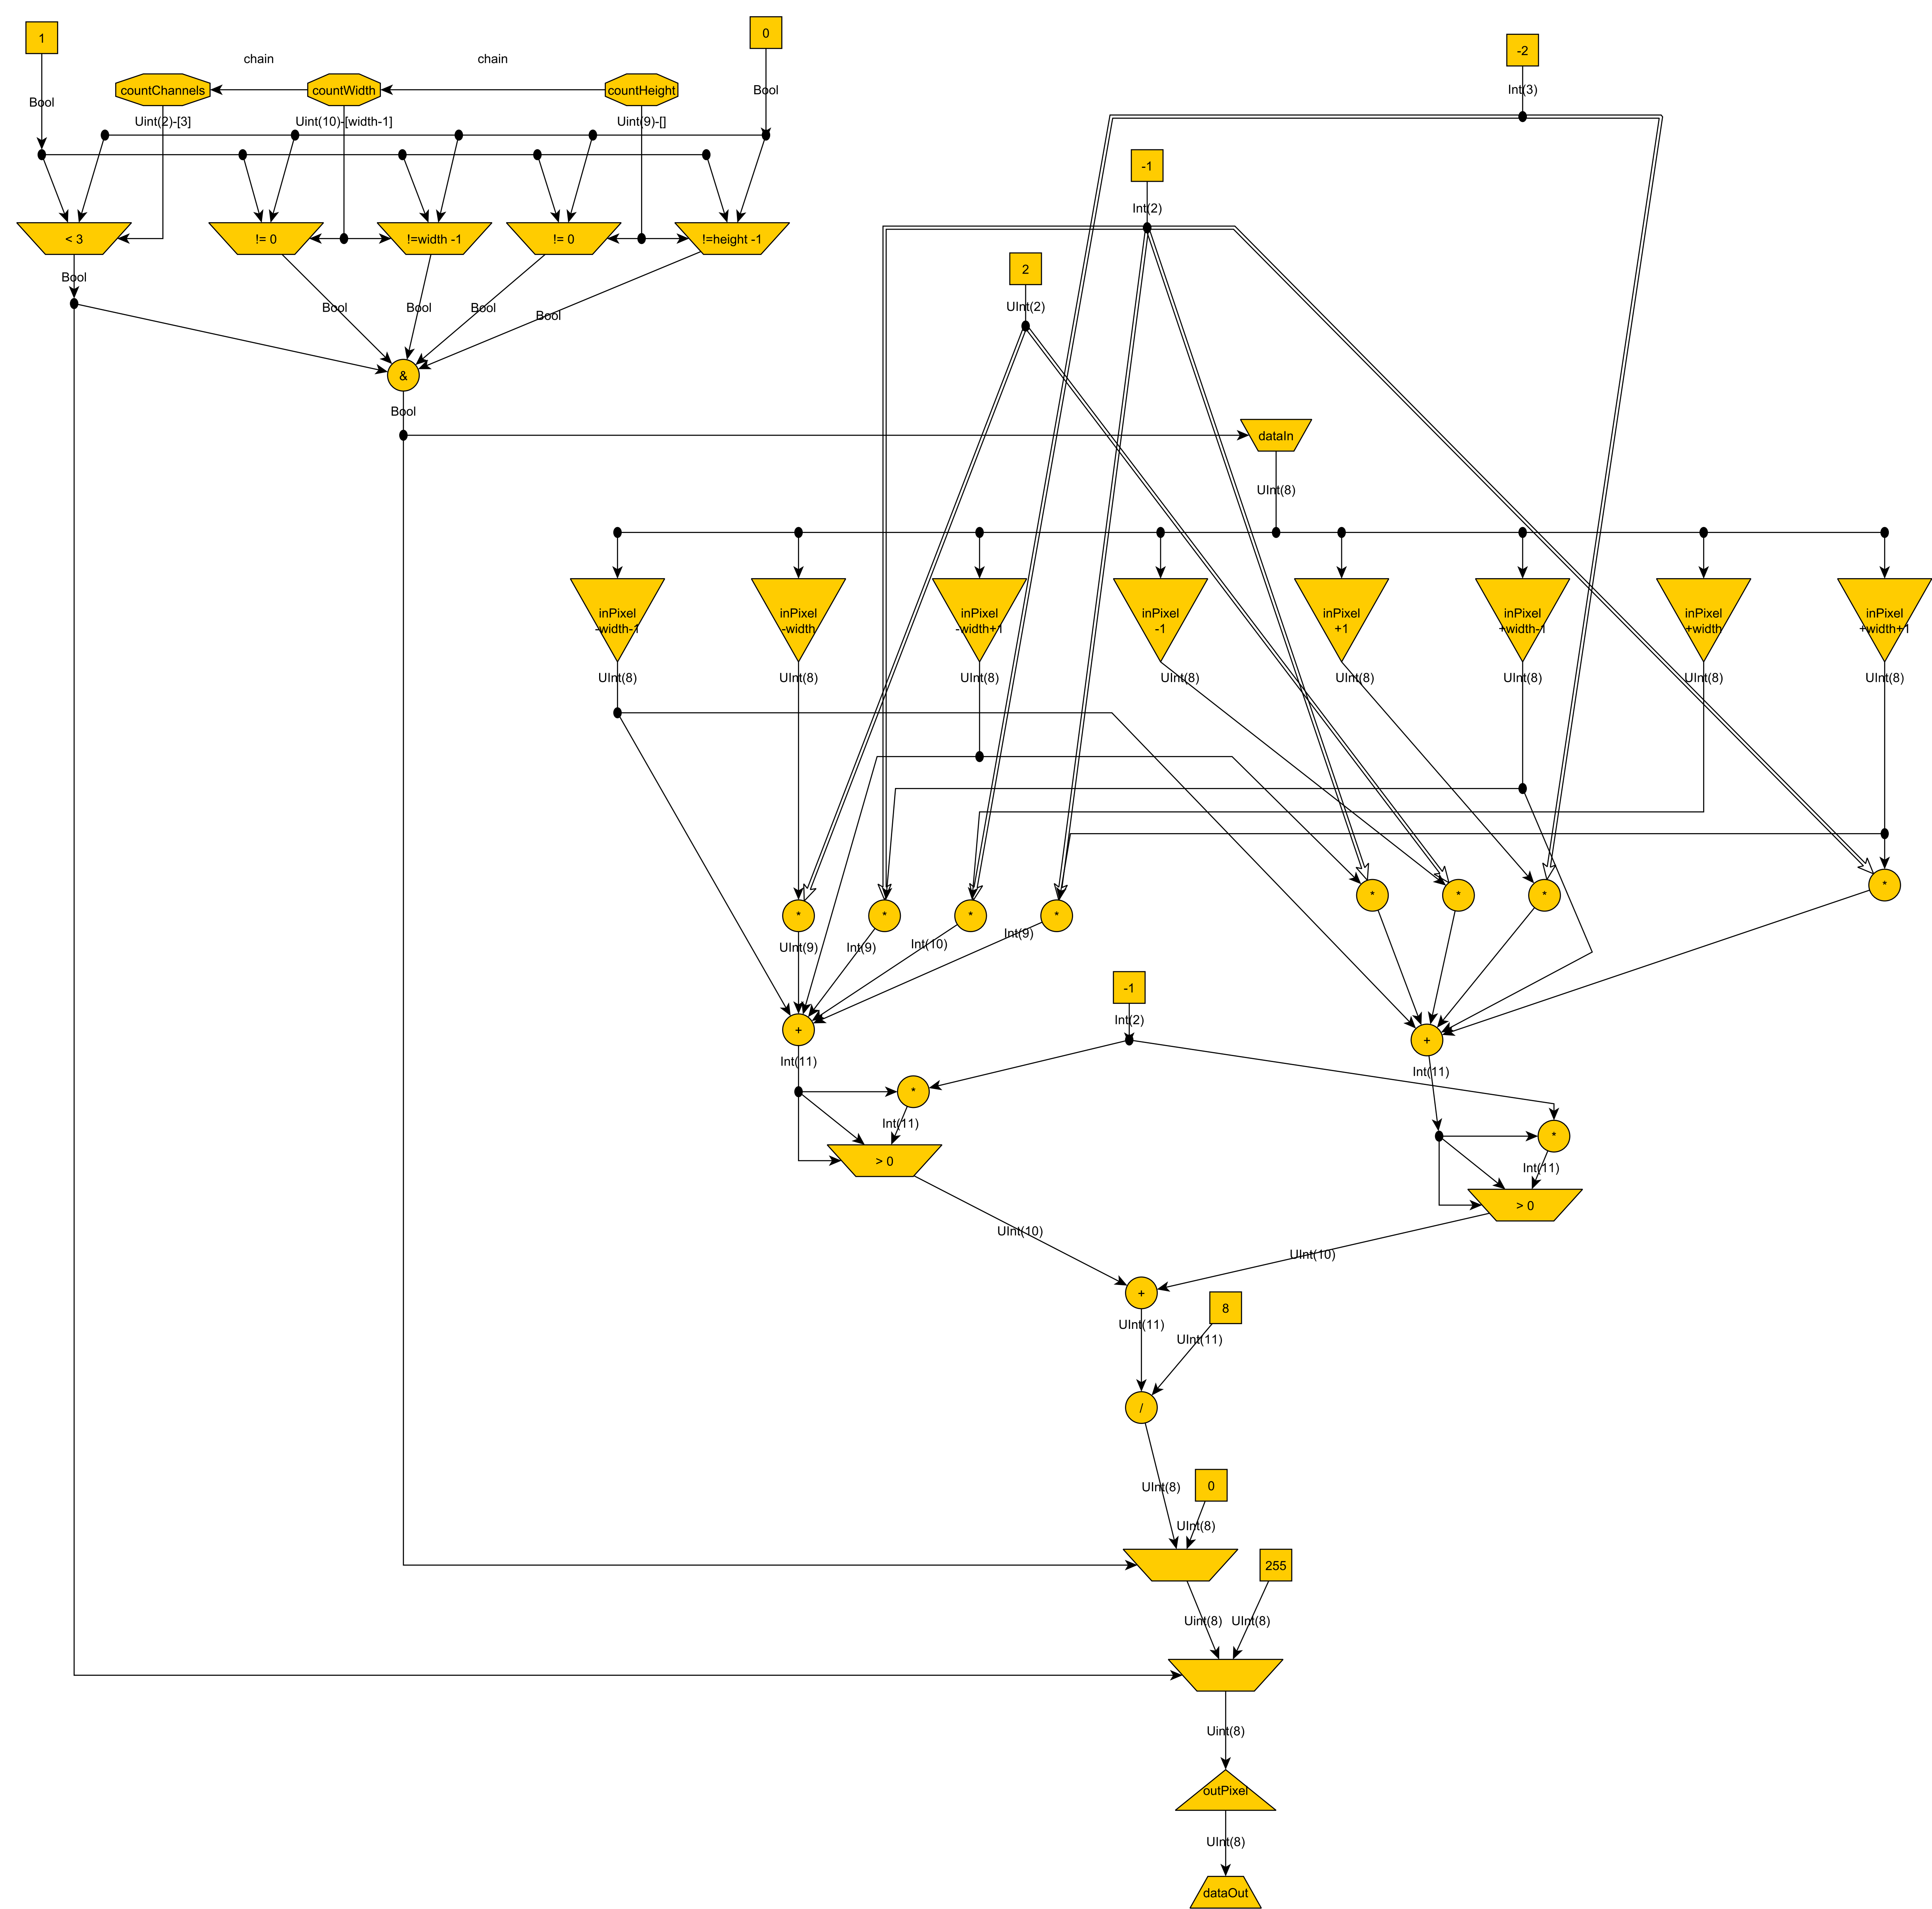 1
0
-2
chain
chain
countChannels
countWidth
countHeight
Bool
Bool
Int(3)
Uint(2)-[3]
Uint(10)-[width-1]
Uint(9)-[]
-1
Int(2)
< 3
!= 0
!=width -1
!= 0
!=height -1
2
Bool
UInt(2)
Bool
Bool
Bool
Bool
&
Bool
dataIn
UInt(8)
inPixel
-width-1
inPixel
-width
inPixel
-width+1
inPixel
-1
inPixel
+1
inPixel
+width-1
inPixel
+width
inPixel
+width+1
UInt(8)
UInt(8)
UInt(8)
UInt(8)
UInt(8)
UInt(8)
UInt(8)
UInt(8)
*
*
*
*
*
*
*
*
UInt(9)
Int(9)
Int(10)
Int(9)
-1
Int(2)
+
+
Int(11)
Int(11)
*
Int(11)
*
> 0
Int(11)
> 0
UInt(10)
UInt(10)
+
8
UInt(11)
UInt(11)
/
UInt(8)
0
UInt(8)
255
Uint(8)
UInt(8)
Uint(8)
outPixel
UInt(8)
dataOut